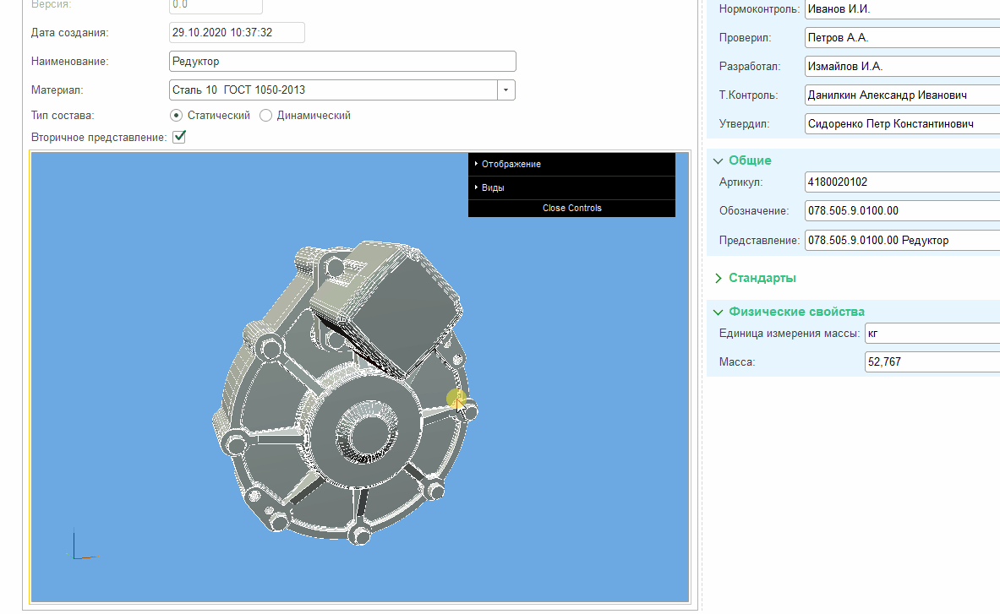 Версия:
0.0
Дата создания:
29.10.2020 10:37:32
Наименование:
Редуктор
Материал:
Сталь 10 ГОСТ 1050-2013
Тип состава:
Статический
Динамический
Вторичное представление:
Отображение
Виды
Close Controls
Нормоконтроль:
Иванов И.И.
Проверил:
Петров А.А.
Разработал:
Измайлов И.А.
Т.Контроль:
Данилкин Александр Иванович
Утвердил:
Сидоренко Петр Константинович
Общие
Артикул:
4180020102
Обозначение:
078.505.9.0100.00
Представление:
078.505.9.0100.00 Редуктор
Стандарты
Физические свойства
Единица измерения массы:
кг
Масса:
52,767